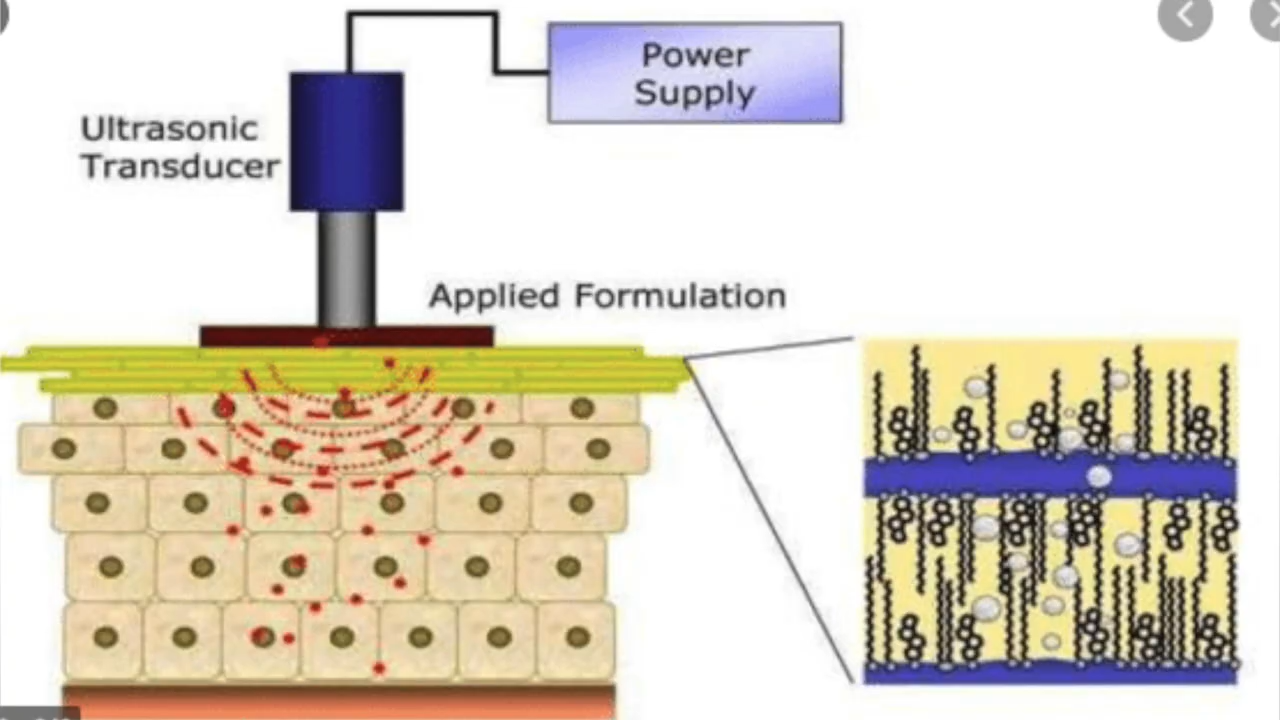 Power
Supply
Ultrasonic
Transducer
Applied Formulation